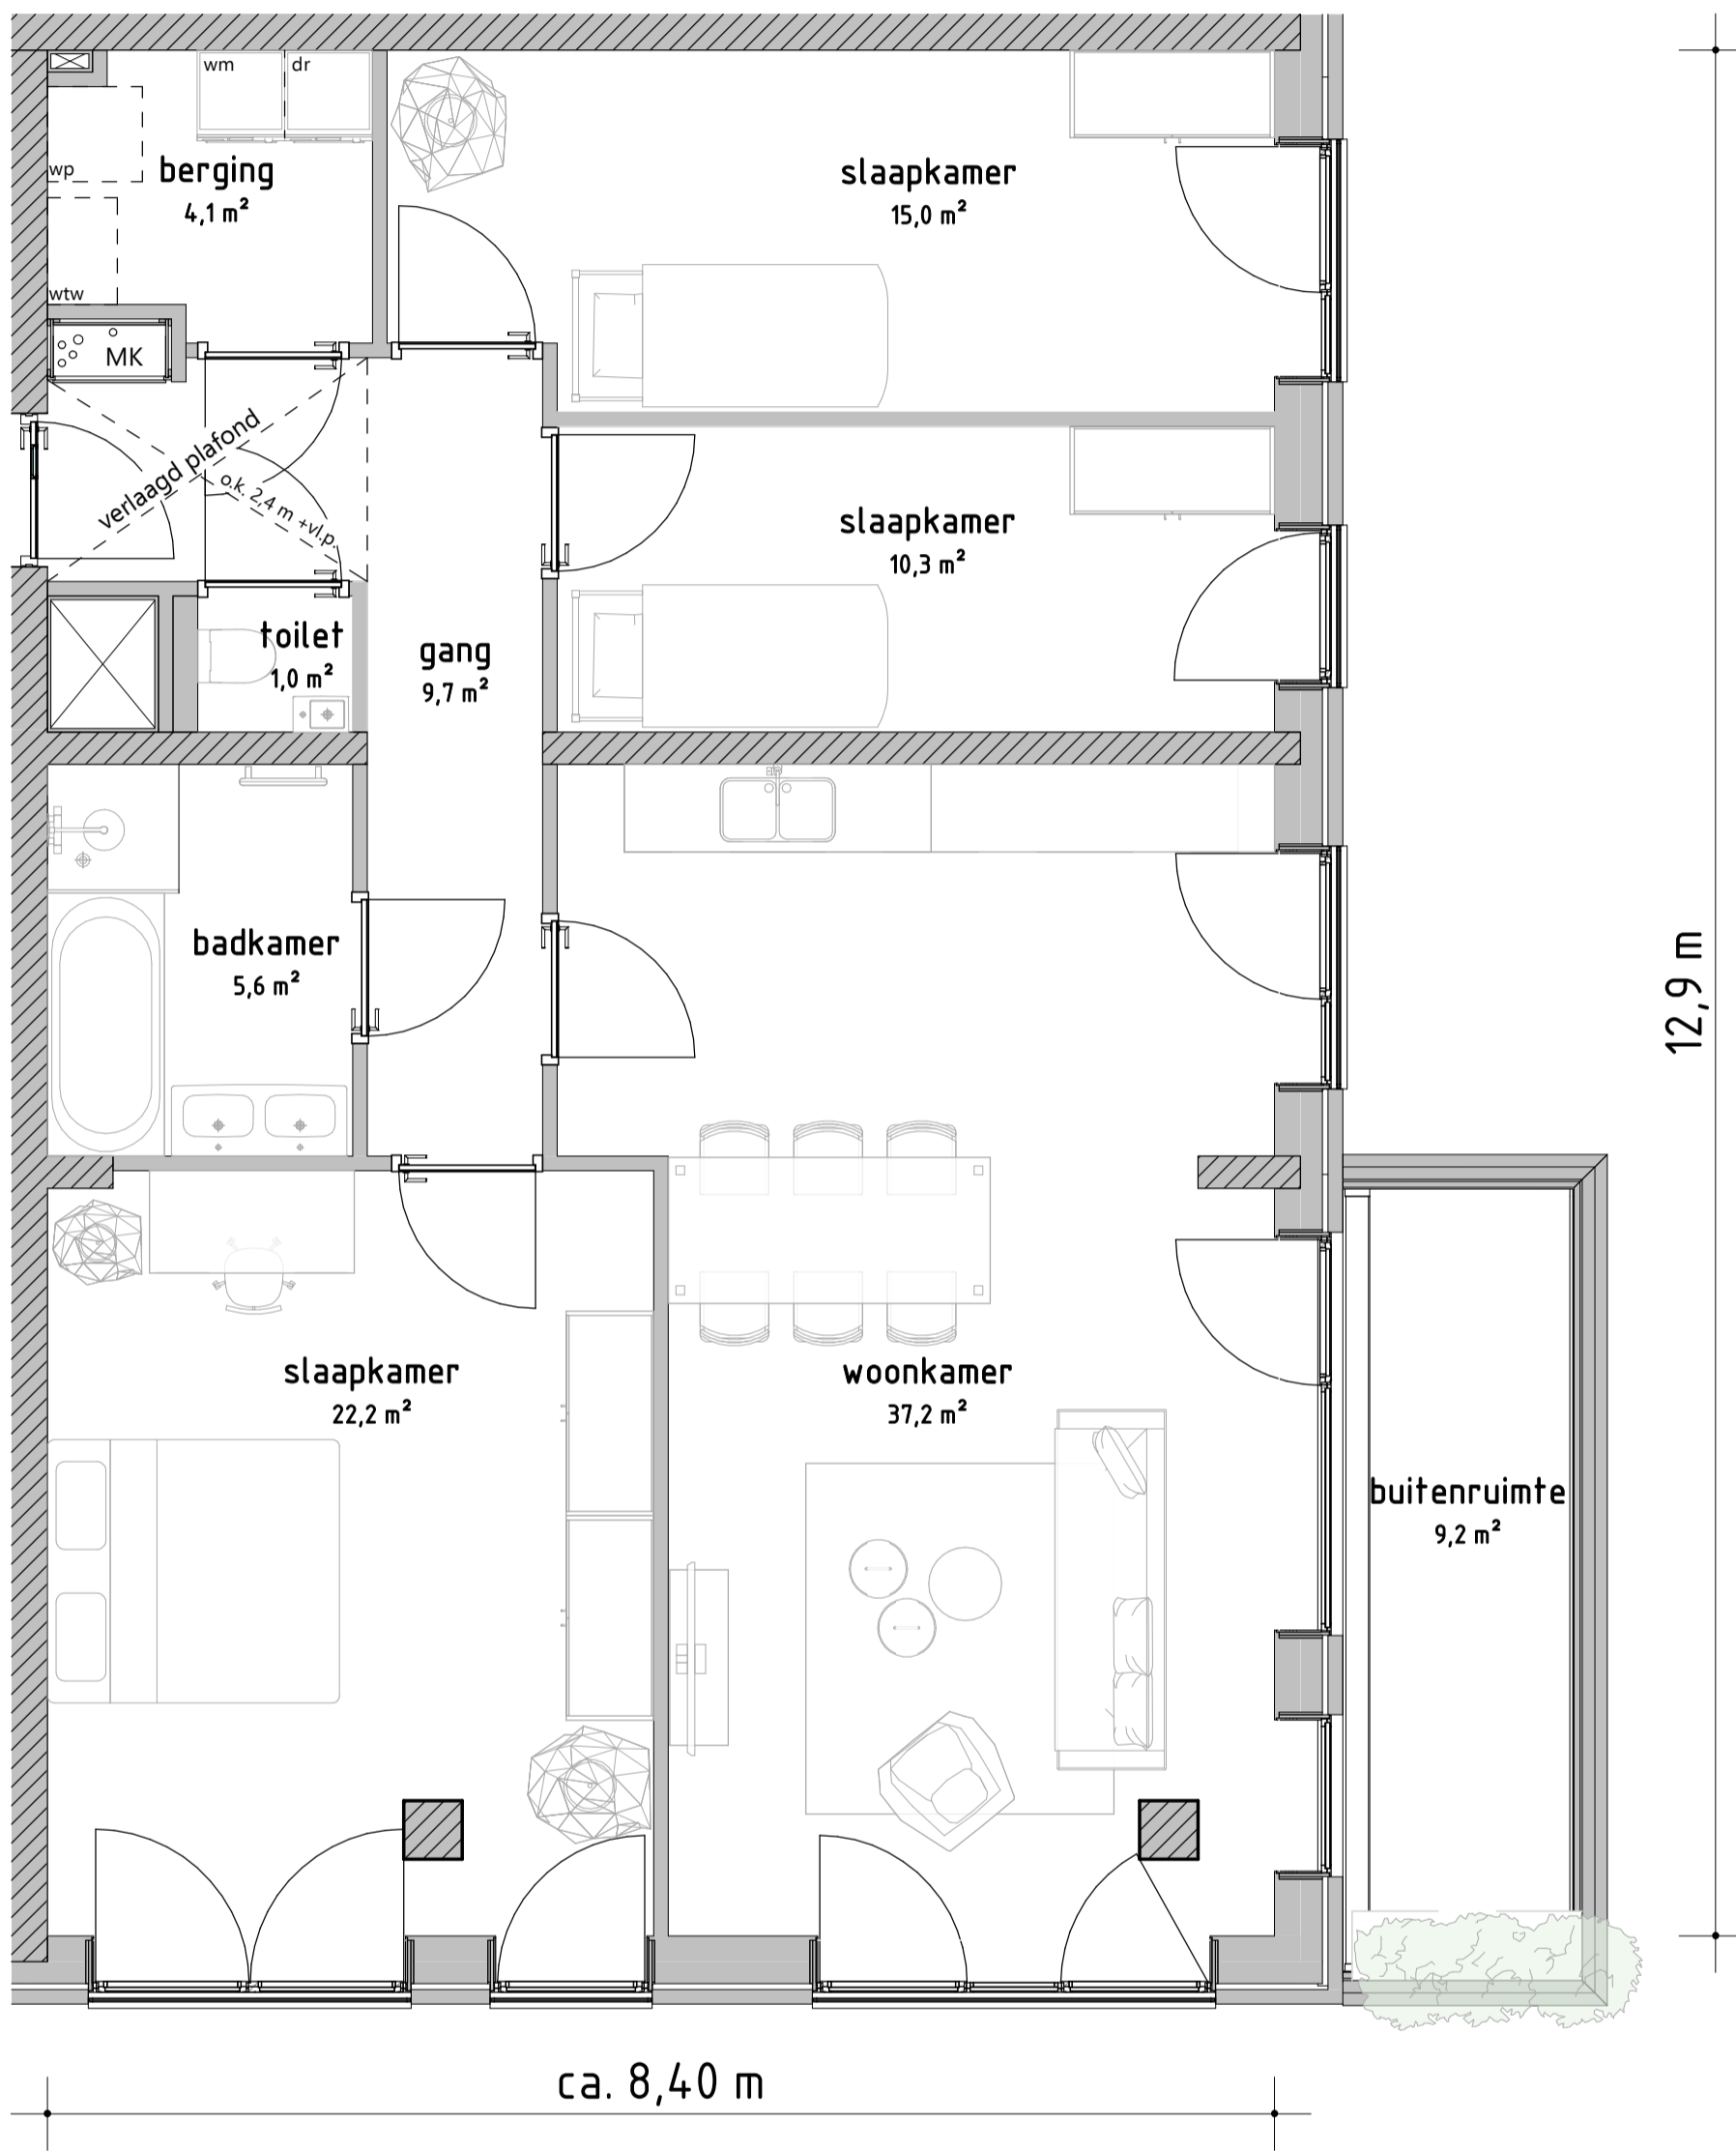 wm
dr
wp
berging
4,1 m²
wtw
MK
slaapkamer
15,0 m²
verlaagd plafond
o.k. 2,4 m +vl.p.
slaapkamer
10,3 m²
toilet
1,0 m²
gang
9,7 m²
badkamer
5,6 m²
12,9 m
slaapkamer
22,2 m²
woonkamer
37,2 m²
buitenruimte
9,2 m²
ca. 8,40 m